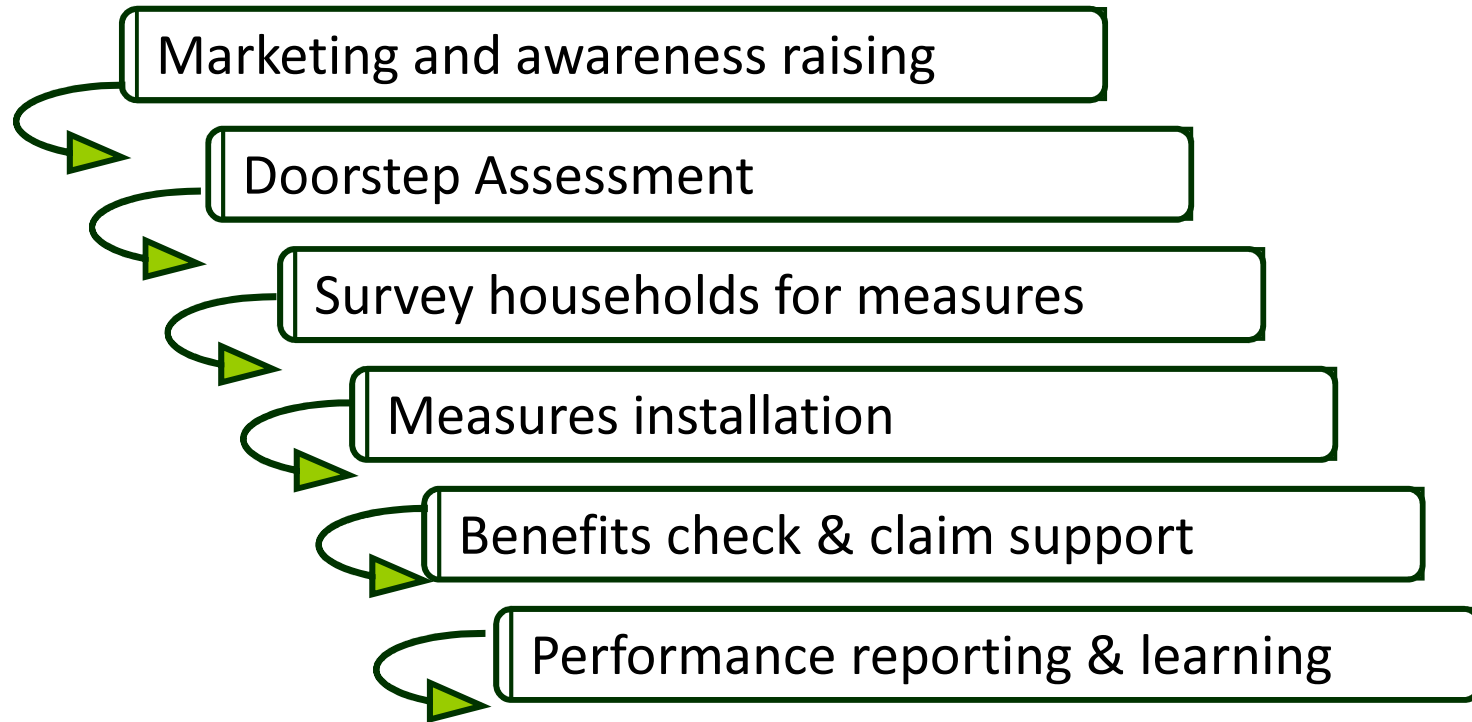 Marketing and awareness raising
Doorstep Assessment
Survey households for measures
Measures installation
Benefits check & claim support
Performance reporting & learning